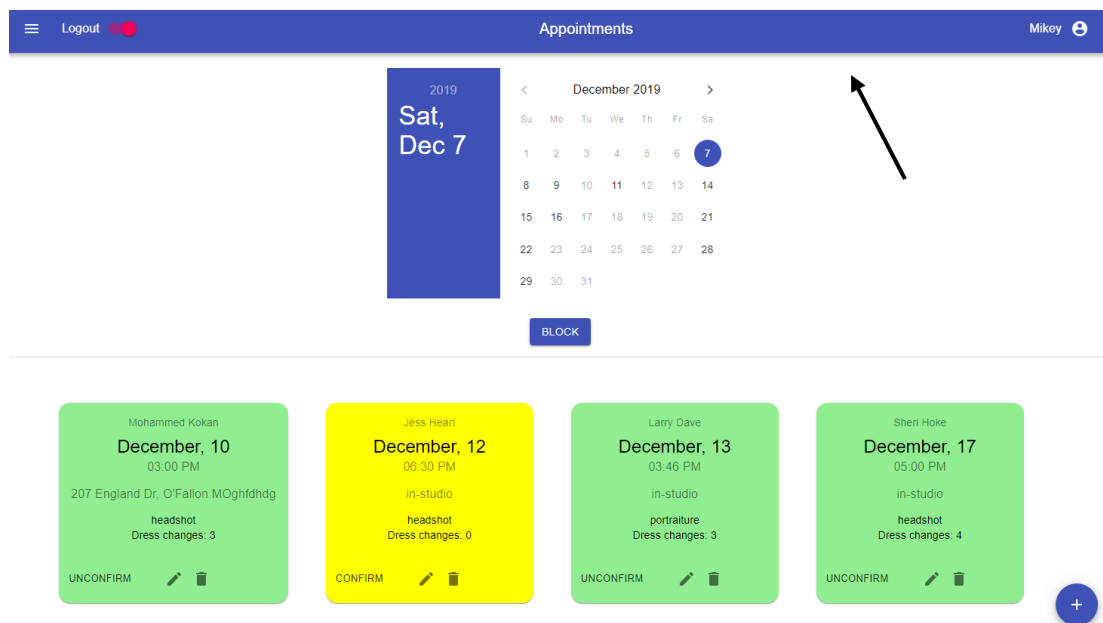 Logout
Appointments
Mikey
2019
Sat,
Dec 7
December 2019
Su Mo Tu We Th Fr Sa
1 2 3 4 5 6 7
8 9 10 11 12 13 14
15 16 17 18 19 20 21
22 23 24 25 26 27 28
29 30 31
BLOCK
Mohammed Kokan
December, 10
03:00 PM
207 England Dr, O'Fallon MOghfdhdg
headshot
Dress changes: 3
UNCONFIRM
Jess Heart
December, 12
06:30 PM
in-studio
headshot
Dress changes: 0
CONFIRM
Larry Dave
December, 13
03:46 PM
in-studio
portraiture
Dress changes: 3
UNCONFIRM
Sheri Hoke
December, 17
05:00 PM
in-studio
headshot
Dress changes: 4
UNCONFIRM
+